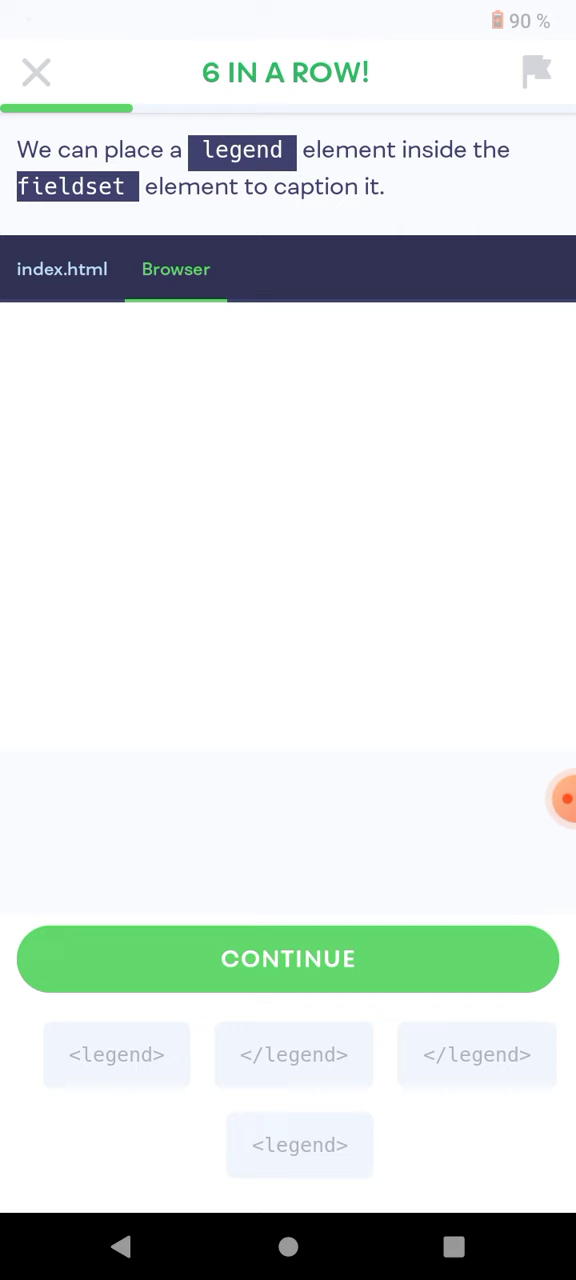 90 %
6 IN A ROW!
We can place a legend element inside the
fieldset element to caption it.
index.html Browser
CONTINUE
<legend> </legend> </legend>
<legend>